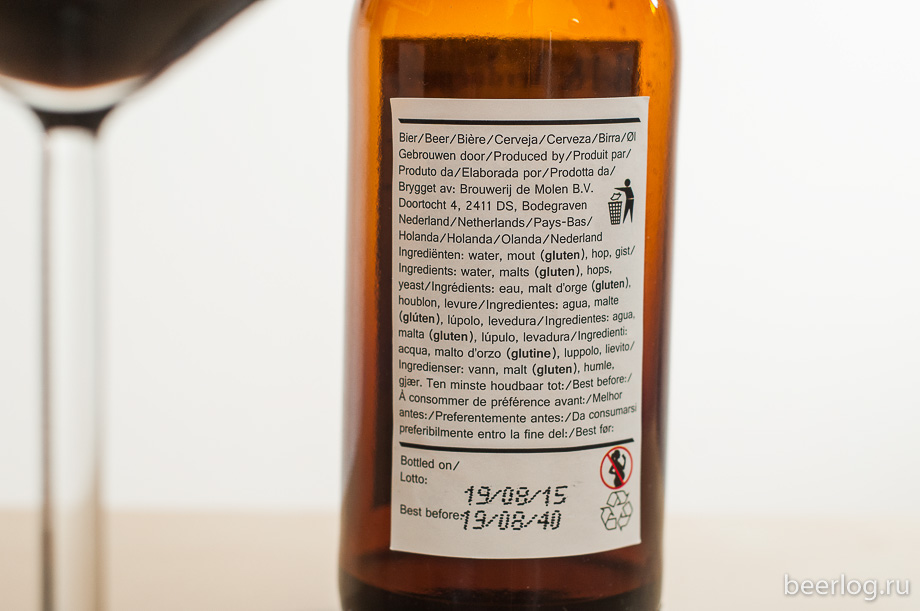 Bier/Beer/Bière/Cerveja/Cerveza/Birra/Øl
Gebrouwen door/Produced by/Produit par/
Produto da/Elaborada por/Prodotta da/
Brygget av: Brouwerij de Molen B.V.
Doortocht 4, 2411 DS, Bodegraven
Nederland/Netherlands/Pays-Bas/
Holanda/Holanda/Olanda/Nederland
Ingrediënten: water, mout (gluten), hop, gist/
Ingredients: water, malts (gluten), hops,
yeast/Ingrédients: eau, malt d'orge (gluten),
houblon, levure/Ingredientes: agua, malte
(glúten), lúpolo, levedura/Ingredientes: agua,
malta (gluten), lúpulo, levadura/Ingredienti:
acqua, malto d'orzo (glutine), luppolo, lievito/
Ingredienser: vann, malt (gluten), humle,
gjær. Ten minste houdbaar tot:/Best before:/
À consommer de préférence avant:/Melhor
antes:/Preferentemente antes:/Da consumarsi
preferibilmente entro la fine del:/Best før:
Bottled on/
Lotto:
19/08/15
Best before: 19/08/40
beerlog.ru